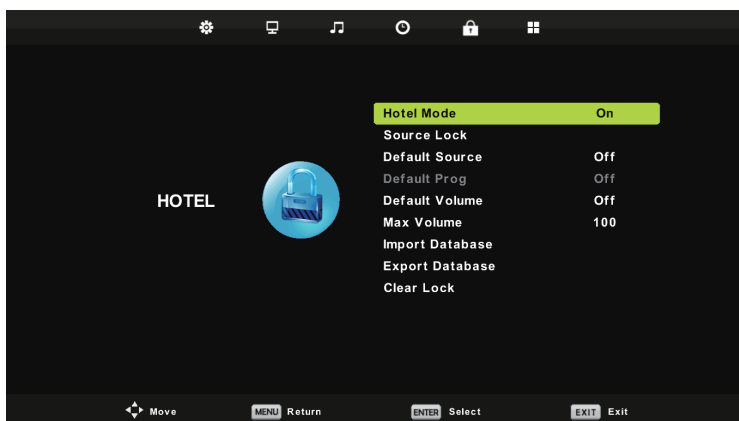 Hotel Mode On
Source Lock
Default Source Off
Default Prog Off
HOTEL
Default Volume Off
Max Volume 100
Import Database
Export Database
Clear Lock
Move MENU Return ENTER Select EXIT Exit